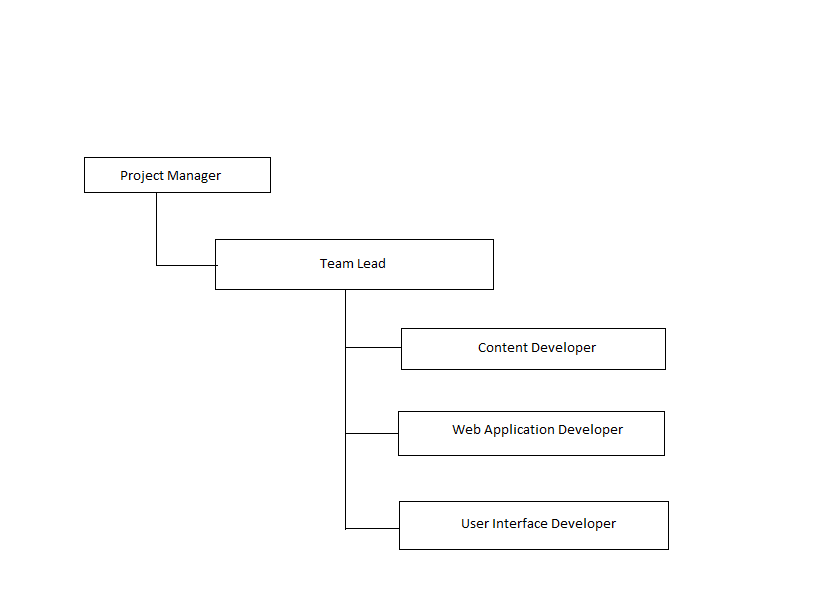 Project Manager
Team Lead
Content Developer
Web Application Developer
User Interface Developer